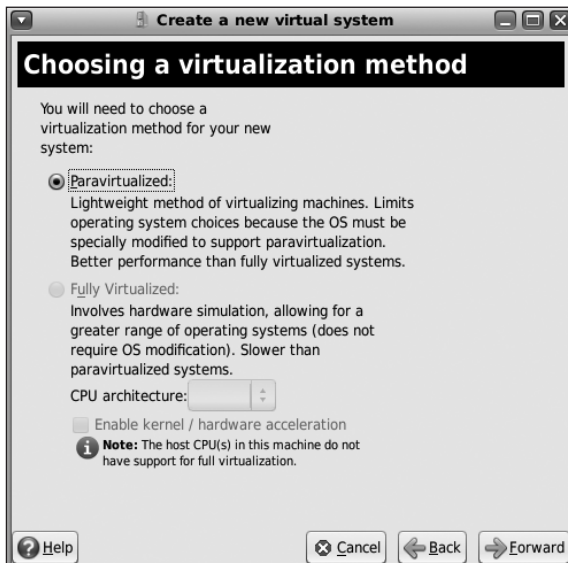 Create a new virtual system
Choosing a virtualization method
You will need to choose a
virtualization method for your new
system:
Paravirtualized:
Lightweight method of virtualizing machines. Limits
operating system choices because the OS must be
specially modified to support paravirtualization.
Better performance than fully virtualized systems.
Fully Virtualized:
Involves hardware simulation, allowing for a
greater range of operating systems (does not
require OS modification). Slower than
paravirtualized systems.
CPU architecture:
Enable kernel / hardware acceleration
Note: The host CPU(s) in this machine do not
have support for full virtualization.
Help Cancel Back Forward